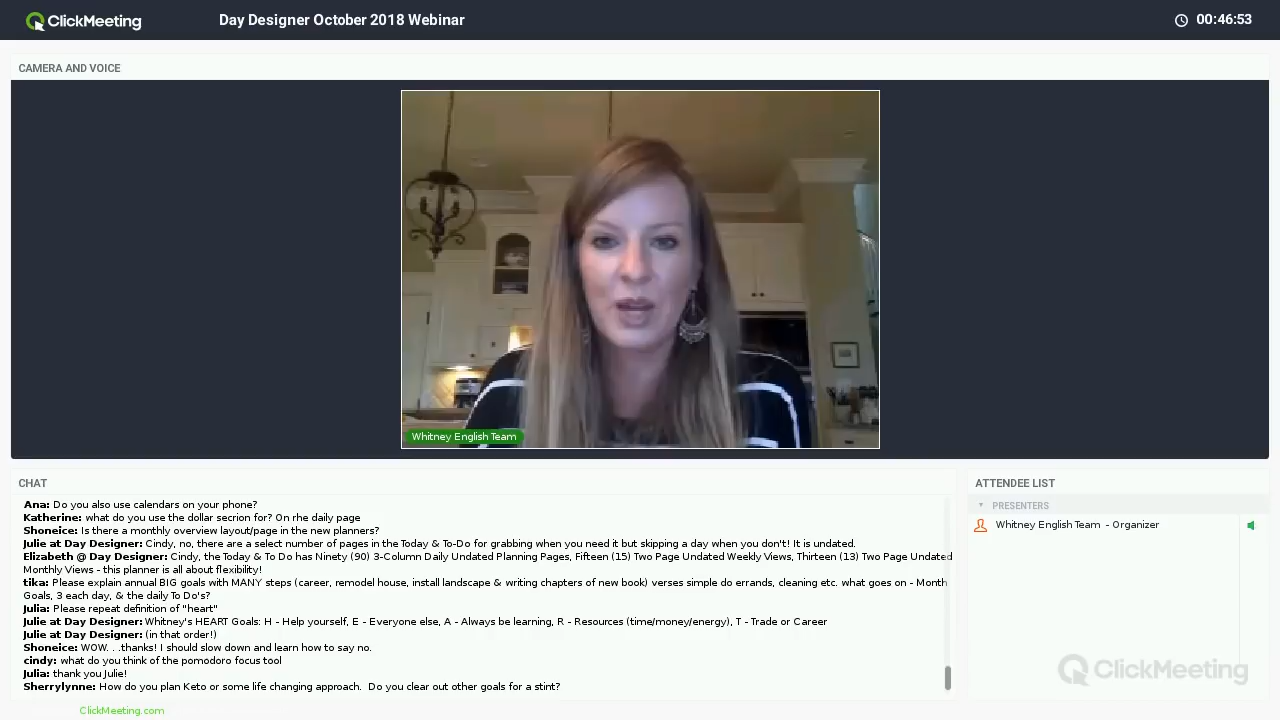 ClickMeeting
Day Designer October 2018 Webinar
00:46:53
CAMERA AND VOICE
Whitney English Team
CHAT
Ana: Do you also use calendars on your phone?
Katherine: what do you use the dollar secrion for? On rhe daily page
Shoneice: Is there a monthly overview layout/page in the new planners?
Julie at Day Designer: Cindy, no, there are a select number of pages in the Today & To-Do for grabbing when you need it but skipping a day when you don't! It is undated.
Elizabeth @ Day Designer: Cindy, the Today & To Do has Ninety (90) 3-Column Daily Undated Planning Pages, Fifteen (15) Two Page Undated Weekly Views, Thirteen (13) Two Page Undated
Monthly Views - this planner is all about flexibility!
tika: Please explain annual BIG goals with MANY steps (career, remodel house, install landscape & writing chapters of new book) verses simple do errands, cleaning etc. what goes on - Month
Goals, 3 each day, & the daily To Do's?
Julia: Please repeat definition of "heart"
Julie at Day Designer: Whitney's HEART Goals: H - Help yourself, E - Everyone else, A - Always be learning, R - Resources (time/money/energy), T - Trade or Career
Julie at Day Designer: (in that order!)
Shoneice: WOW. . .thanks! I should slow down and learn how to say no.
cindy: what do you think of the pomodoro focus tool
Julia: thank you Julie!
Sherrylynne: How do you plan Keto or some life changing approach. Do you clear out other goals for a stint?
ATTENDEE LIST
PRESENTERS
Whitney English Team - Organizer
ClickMeeting
ClickMeeting.com